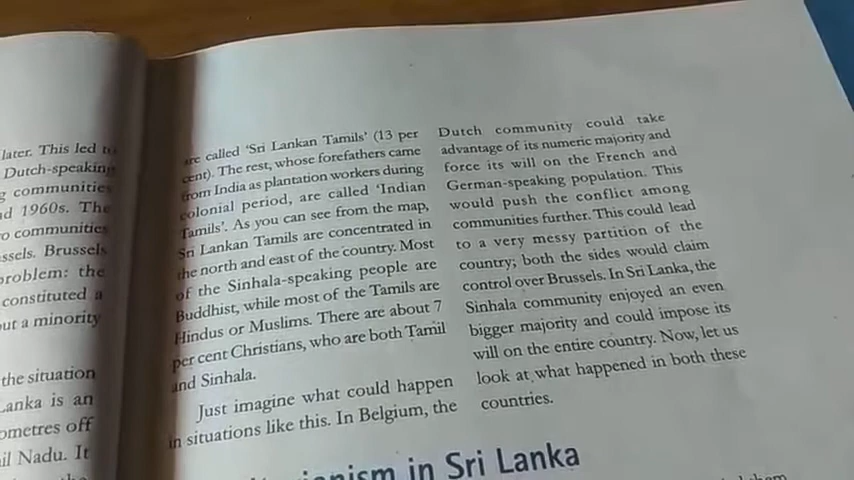 later. This led to
Dutch-speaking
communities
1960s. The
communities
Brussels
problem: the
constituted a
a minority
the situation
Lanka is an
off
Nadu. It
are called 'Sri Lankan Tamils' (13 per
cent). The rest, whose forefathers came
from India as plantation workers during
colonial period, are called 'Indian
Tamils'. As you can see from the map,
Sri Lankan Tamils are concentrated in
the north and east of the country. Most
of the Sinhala-speaking people are
Buddhist, while most of the Tamils are
Hindus or Muslims. There are about 7
per cent Christians, who are both Tamil
and Sinhala.
Just imagine what could happen
in situations like this. In Belgium, the
Dutch community could take
advantage of its numeric majority and
force its will on the French and
German-speaking population. This
would push the conflict among
communities further. This could lead
to a very messy partition of the
country; both the sides would claim
control over Brussels. In Sri Lanka, the
Sinhala community enjoyed an even
bigger majority and could impose its
will on the entire country. Now, let us
look at what happened in both these
countries.
in Sri Lanka